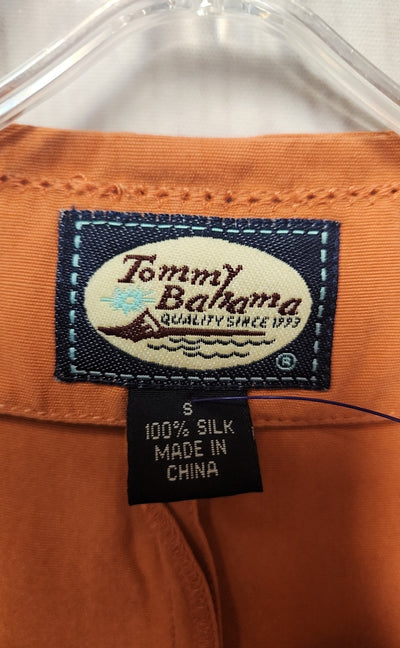 Tommy
Bahama
QUALITY SINCE 1993
®
S
100% SILK
MADE IN
CHINA